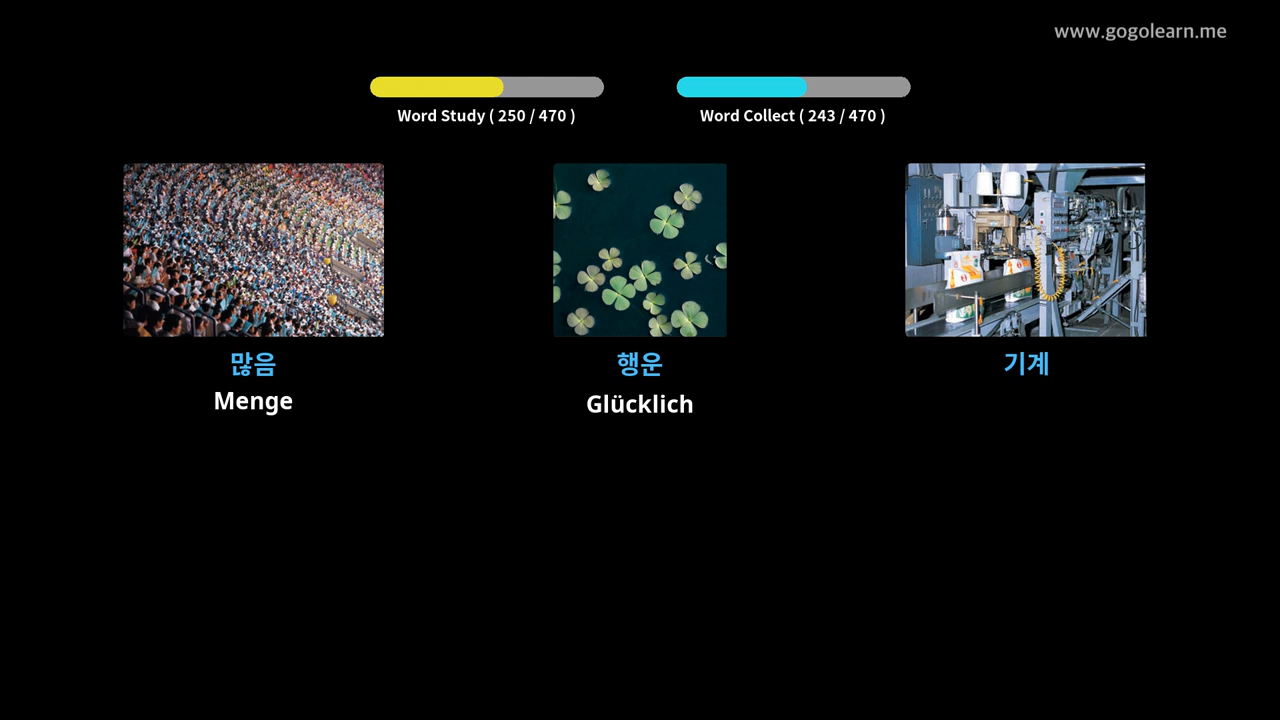 www.gogolearn.me
Word Study ( 250 / 470 )
Word Collect ( 243 / 470 )
많음
행운
기계
Menge
Glücklich